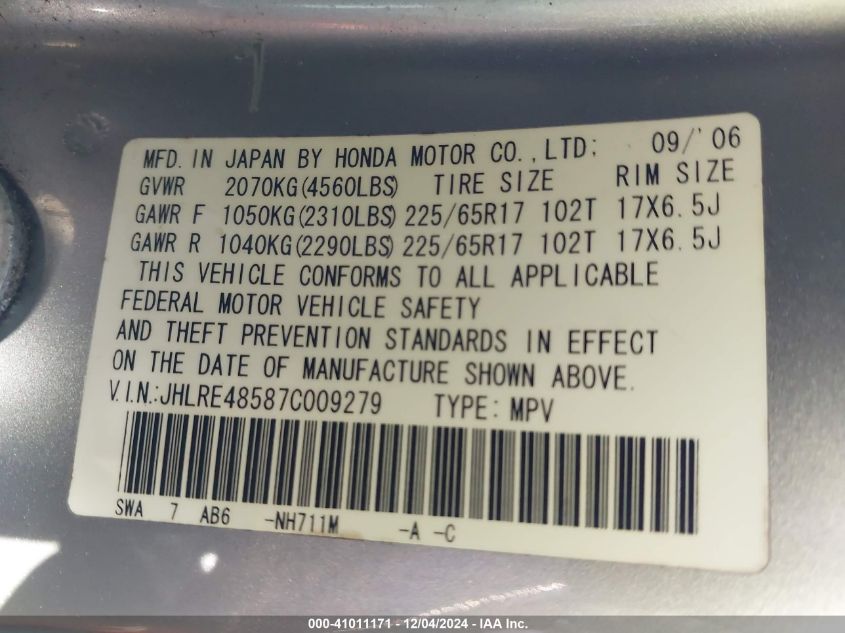 MFD. IN JAPAN BY HONDA MOTOR CO., LTD: 09/'06
GVWR 2070KG(4560LBS) TIRE SIZE RIM SIZE
GAWR F 1050KG(2310LBS) 225/65R17 102T 17X6.5J
GAWR R 1040KG(2290LBS) 225/65R17 102T 17X6.5J
THIS VEHICLE CONFORMS TO ALL APPLICABLE
FEDERAL MOTOR VEHICLE SAFETY
AND THEFT PREVENTION STANDARDS IN EFFECT
ON THE DATE OF MANUFACTURE SHOWN ABOVE.
V.I.N.:JHLRE48587C009279 TYPE: MPV
SWA 7 AB6 -NH711M -A -C
000-41011171 - 12/04/2024 - IAA Inc.